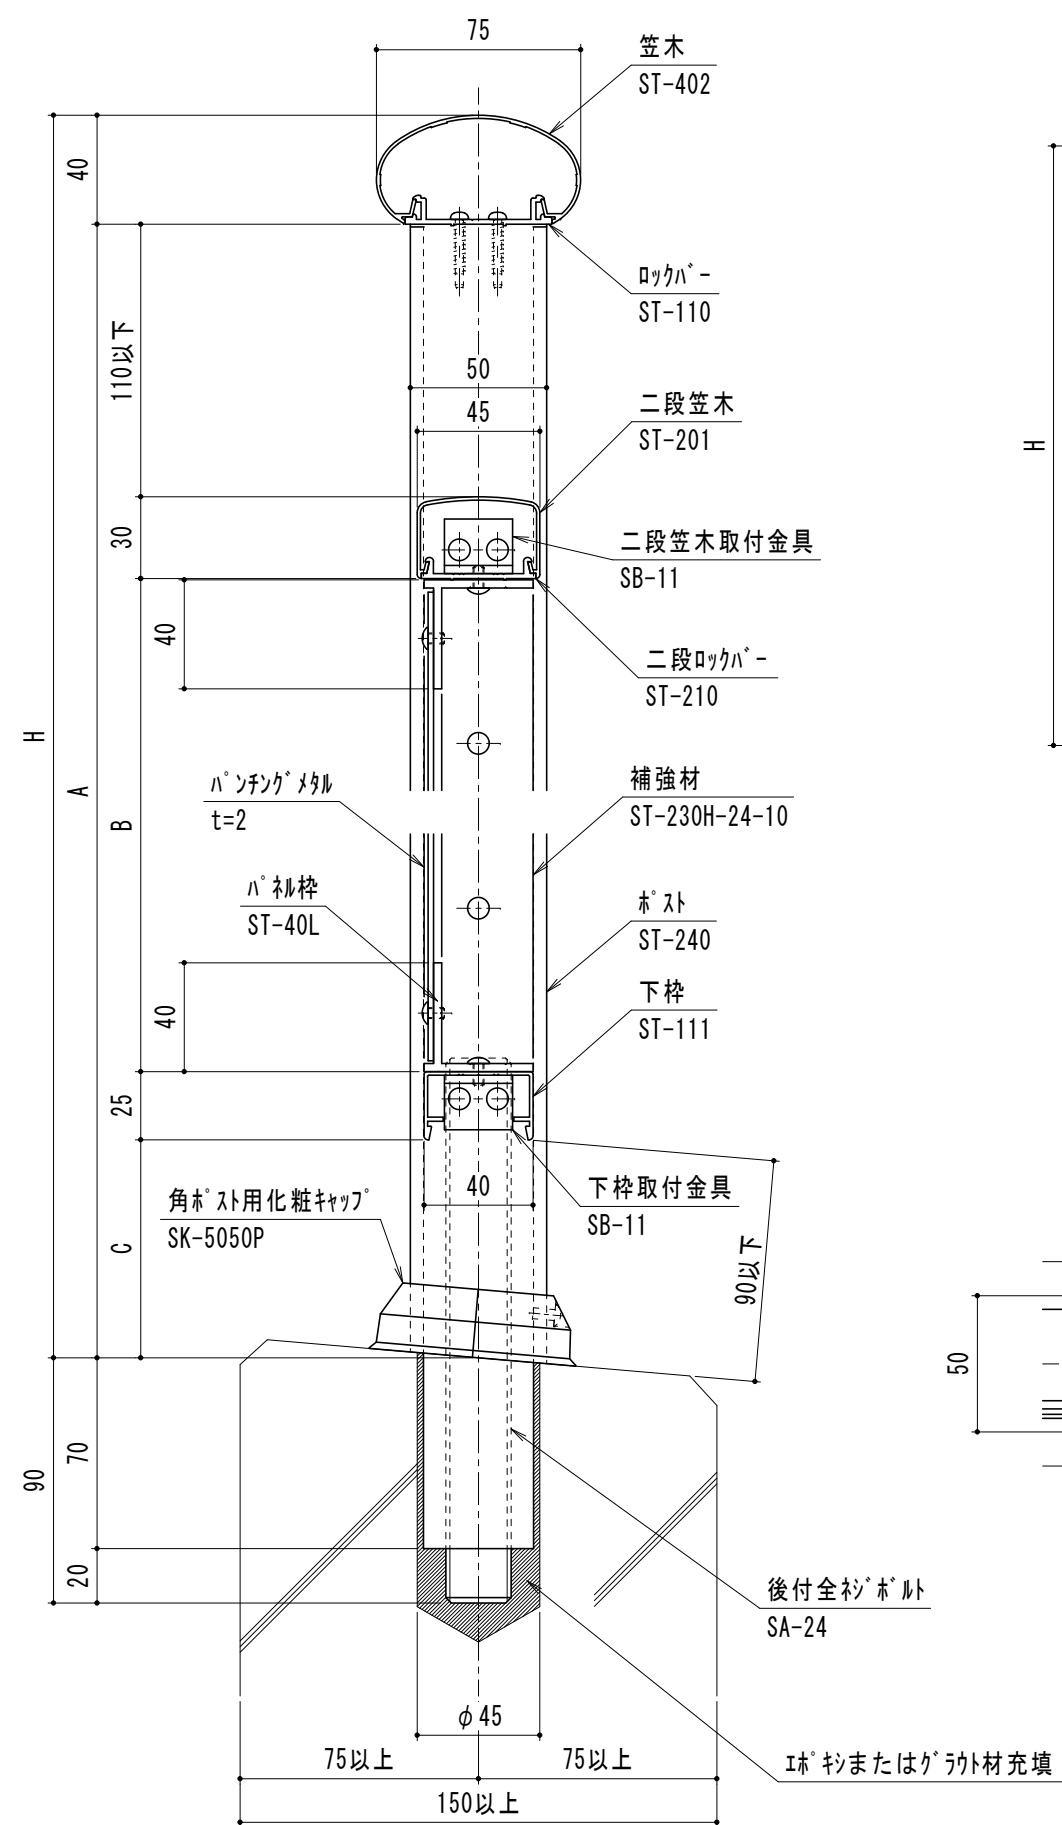 75
笠木
ST-402
40
H
ロックバー
ST-110
110以下
50
45
二段笠木
ST-201
30
二段笠木取付金具
SB-11
40
二段ロックバー
ST-210
H
A
B
パンチングメタル
t=2
補強材
ST-230H-24-10
パネル枠
ST-40L
ポスト
ST-240
40
下枠
ST-111
25
40
下枠取付金具
SB-11
角ポスト用化粧キャップ
SK-5050P
C
90以下
50
70
90
20
後付全ネジボルト
SA-24
φ45
75以上
75以上
エポキシまたはグラウト材充填
150以上